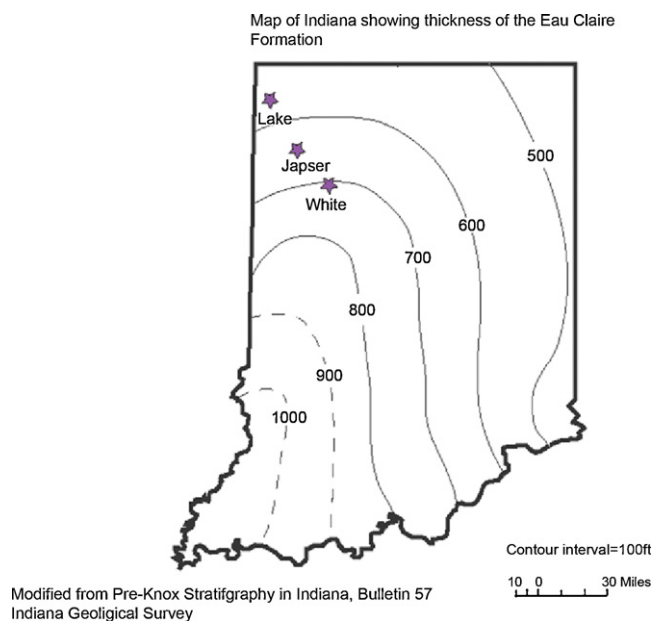 Map of Indiana showing thickness of the Eau Claire
Formation
Lake
Japser
White
500
600
700
800
900
1000
Contour interval=100ft
10 0 30 Miles
Modified from Pre-Knox Stratifgraphy in Indiana, Bulletin 57
Indiana Geoligical Survey